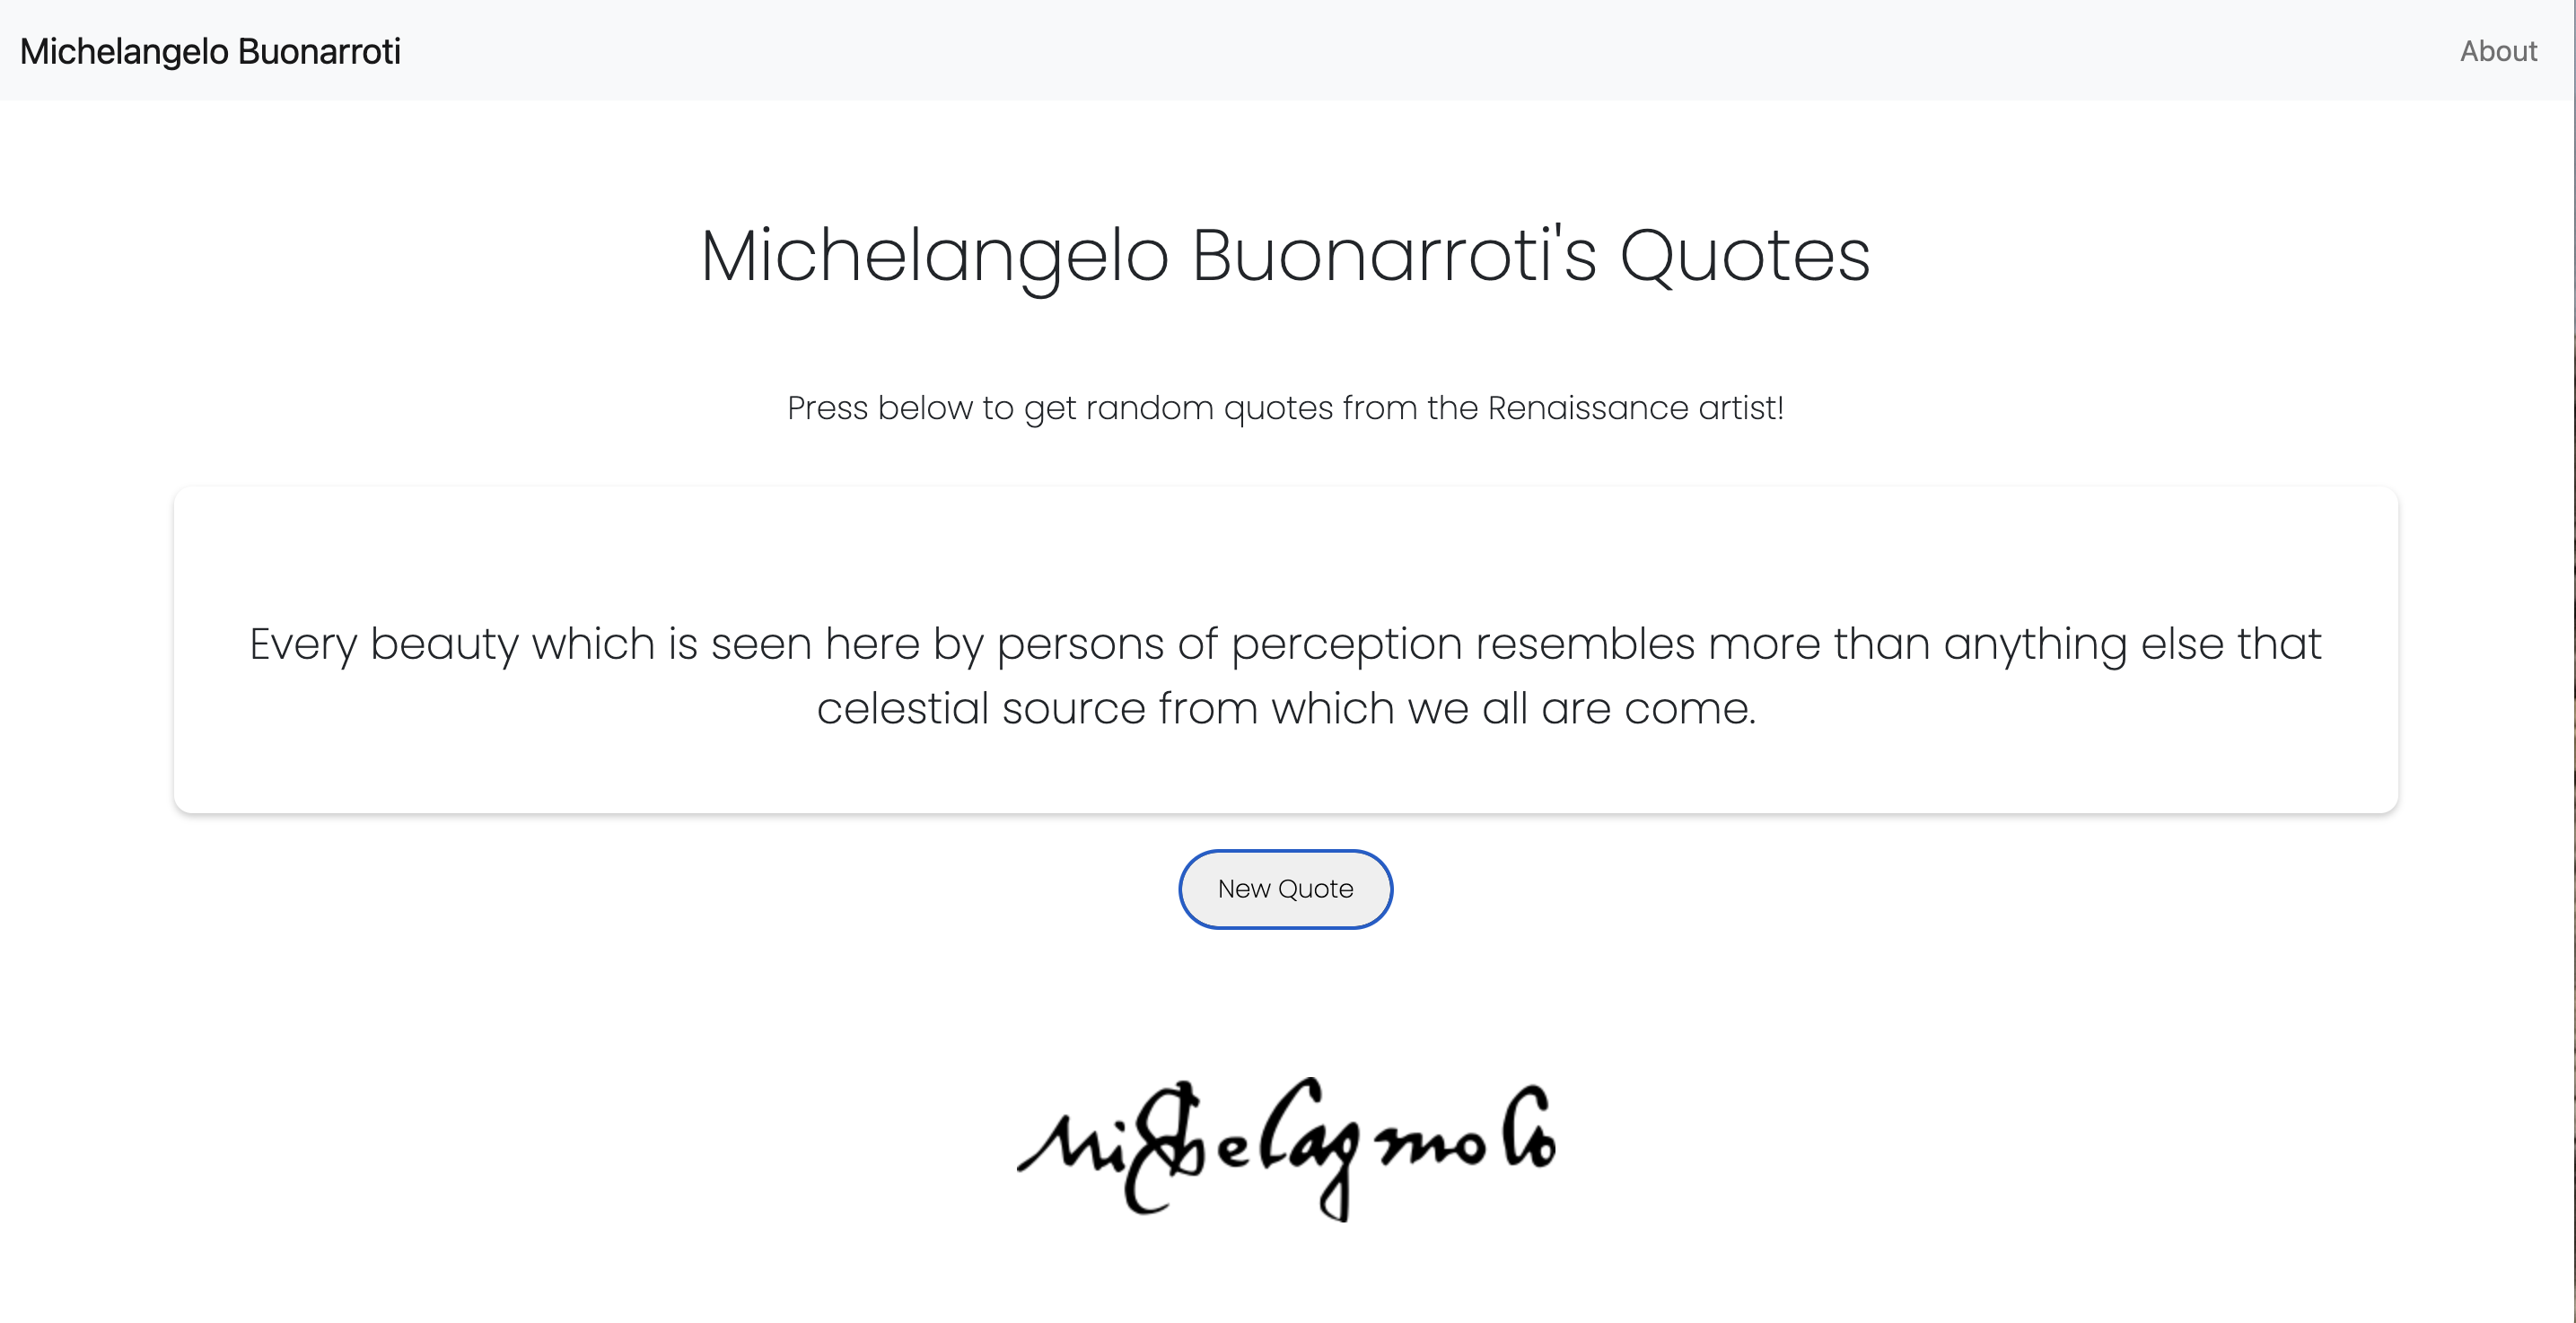 Michelangelo Buonarroti
About
Michelangelo Buonarroti's Quotes
Press below to get random quotes from the Renaissance artist!
Every beauty which is seen here by persons of perception resembles more than anything else that
celestial source from which we all are come.
New Quote
Michelagniolo